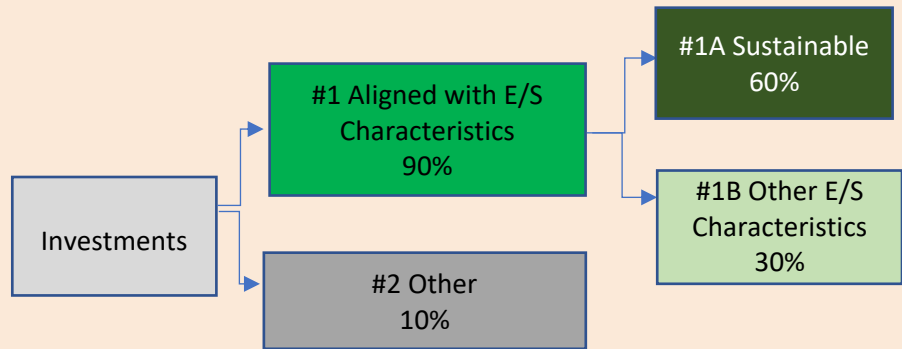 Investments
#1 Aligned with E/S
Characteristics
90%
#2 Other
10%
#1A Sustainable
60%
#1B Other E/S
Characteristics
30%